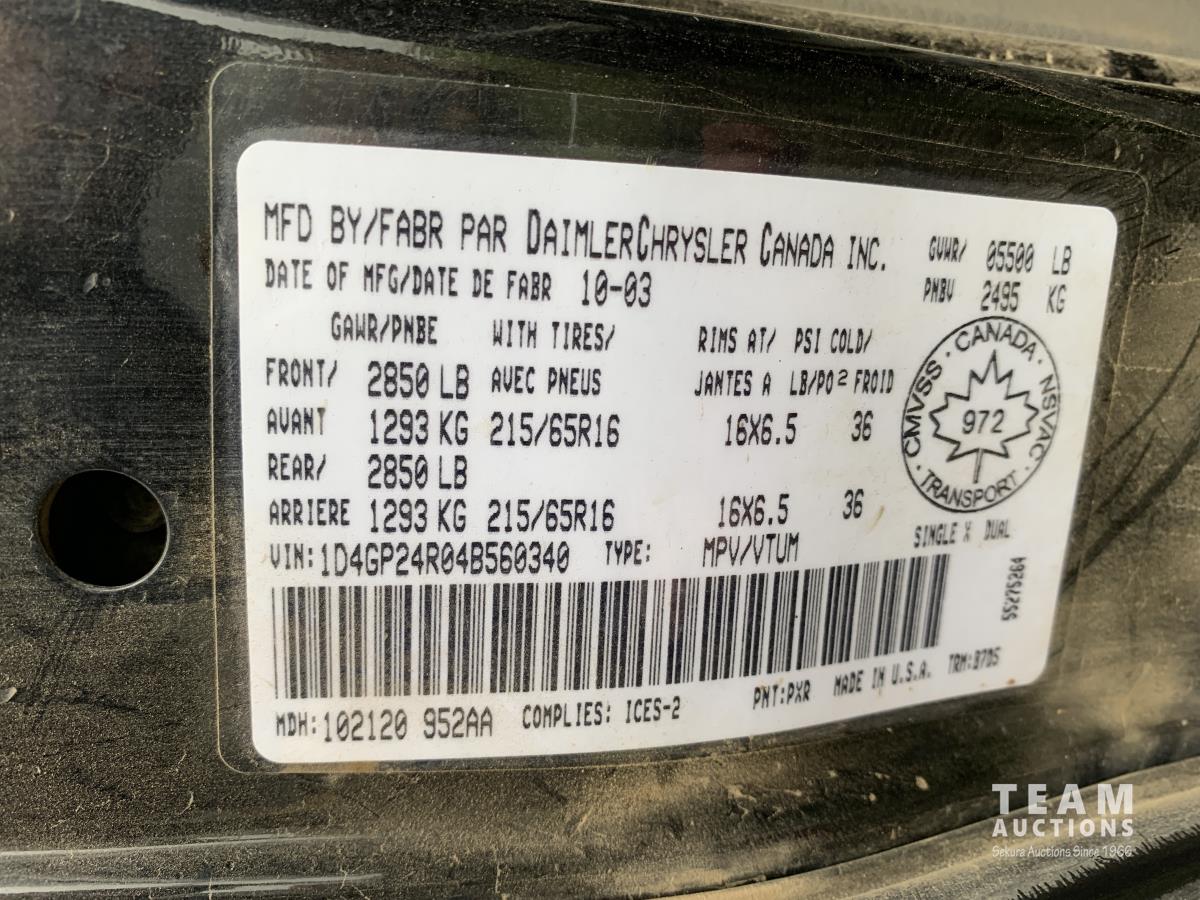 MFD BY/FABR PAR DAIMLERCHRYSLER CANADA INC. GVWR/ 05500 LB
DATE OF MFG/DATE DE FABR 10-03 PNBV 2495 KG
GAWR/PNBE WITH TIRES/ RIMS AT/ PSI COLD/
FRONT/ 2850 LB AVEC PNEUS JANTES A LB/PO² FROID
AVANT 1293 KG 215/65R16 16X6.5 36
REAR/ 2850 LB
ARRIERE 1293 KG 215/65R16 16X6.5 36
CMVSS · CANADA · NSVAC · TRANSPORT ·
972
SINGLE X DUAL
VIN: 1D4GP24R04B560340 TYPE: MPV/VTUM
55275264
MDH: 102120 952AA COMPLIES: ICES-2 PNT:PXR MADE IN U.S.A. TRM:B7D5
TEAM
AUCTIONS
Sekura Auctions Since 1966